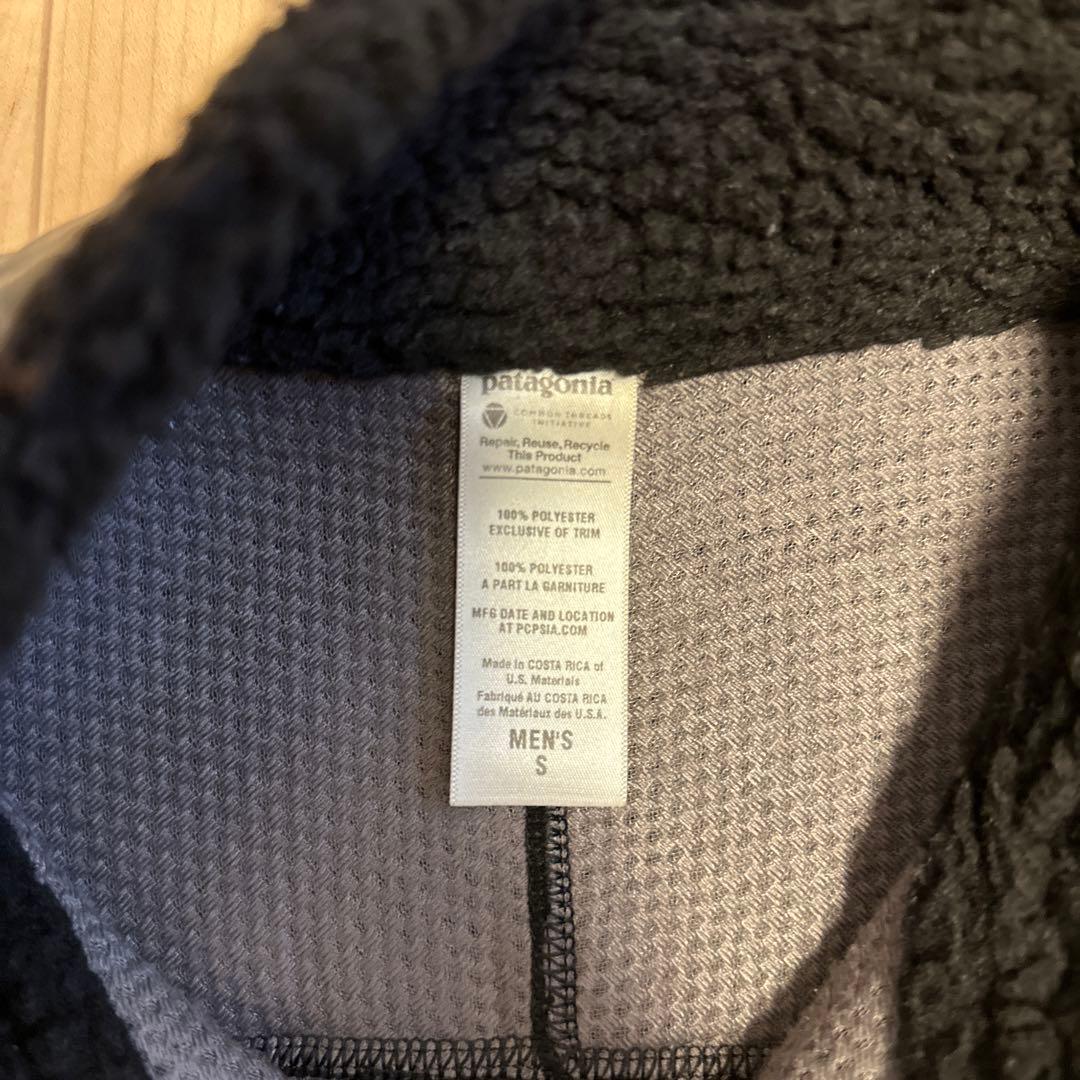 patagonia
COMMON THREADS
INITIATIVE
Repair, Reuse, Recycle
This Product
www.patagonia.com
100% POLYESTER
EXCLUSIVE OF TRIM
100% POLYESTER
A PART LA GARNITURE
MFG DATE AND LOCATION
AT PCPSIA.COM
Made in COSTA RICA of
U.S. Materials
Fabriqué AU COSTA RICA
des Matériaux des U.S.A.
MEN'S
S